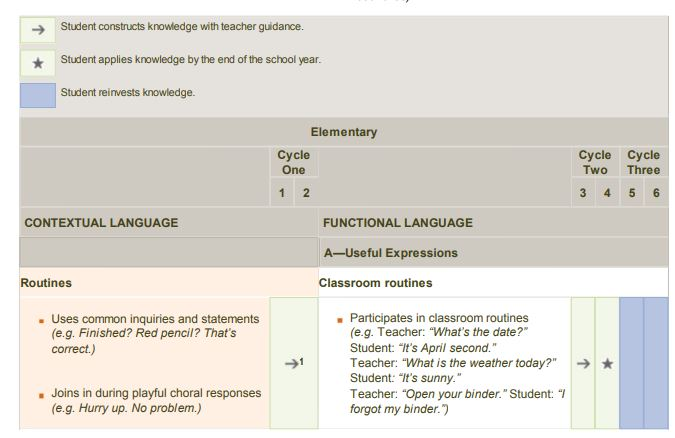 Student constructs knowledge with teacher guidance.
Student applies knowledge by the end of the school year.
Student reinvests knowledge.
Elementary
Cycle One
Cycle Two
Cycle Three
1 2
3 4 5 6
CONTEXTUAL LANGUAGE
FUNCTIONAL LANGUAGE
A—Useful Expressions
Routines
Classroom routines
Uses common inquiries and statements
(e.g. Finished? Red pencil? That's
correct.)
Joins in during playful choral responses
(e.g. Hurry up. No problem.)
→1
Participates in classroom routines
(e.g. Teacher: “What's the date?”
Student: “It's April second.”
Teacher: “What is the weather today?”
Student: “It's sunny.”
Teacher: “Open your binder.” Student: “I
forgot my binder.”)